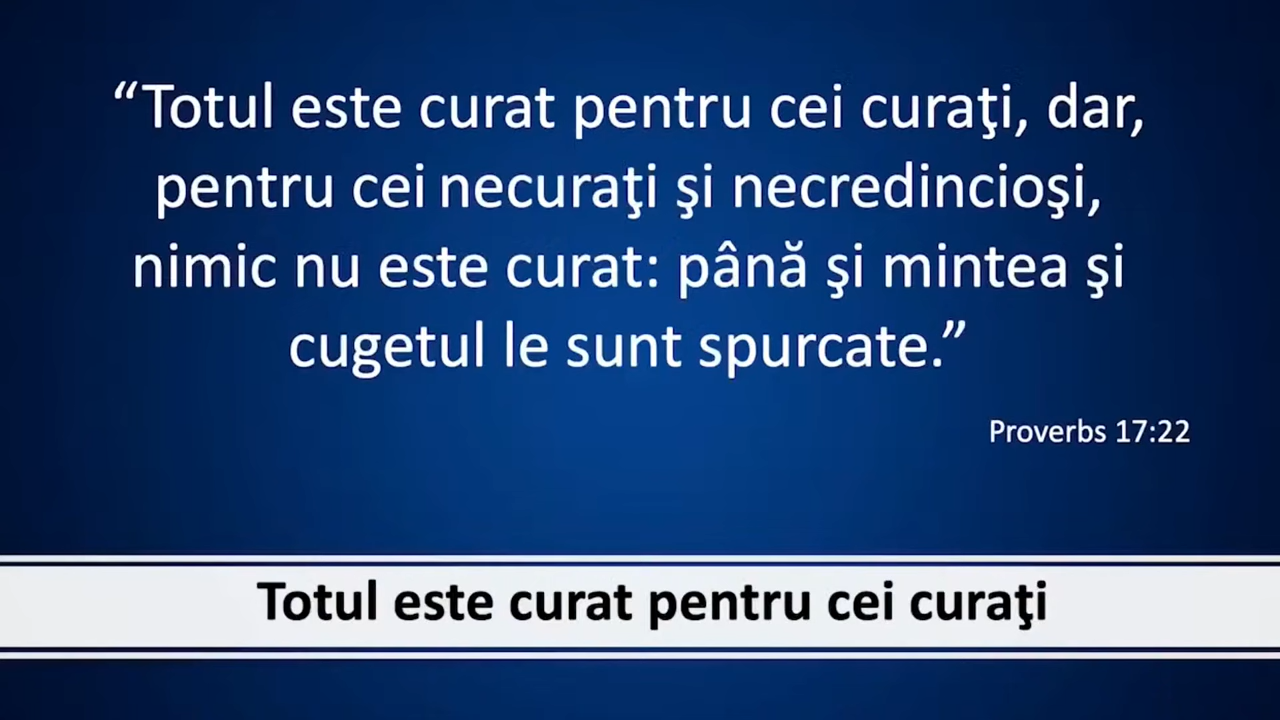 “Totul este curat pentru cei curaţi, dar,
pentru cei necuraţi şi necredincioşi,
nimic nu este curat: până şi mintea şi
cugetul le sunt spurcate.”
Proverbs 17:22
Totul este curat pentru cei curaţi